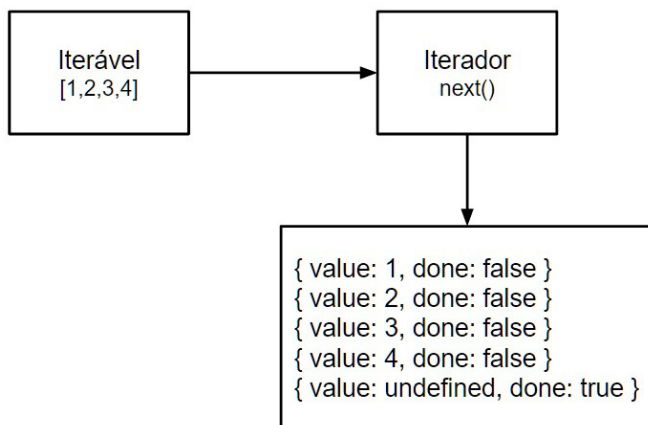 Iterável
[1,2,3,4]
Iterador
next()
{ value: 1, done: false }
{ value: 2, done: false }
{ value: 3, done: false }
{ value: 4, done: false }
{ value: undefined, done: true }